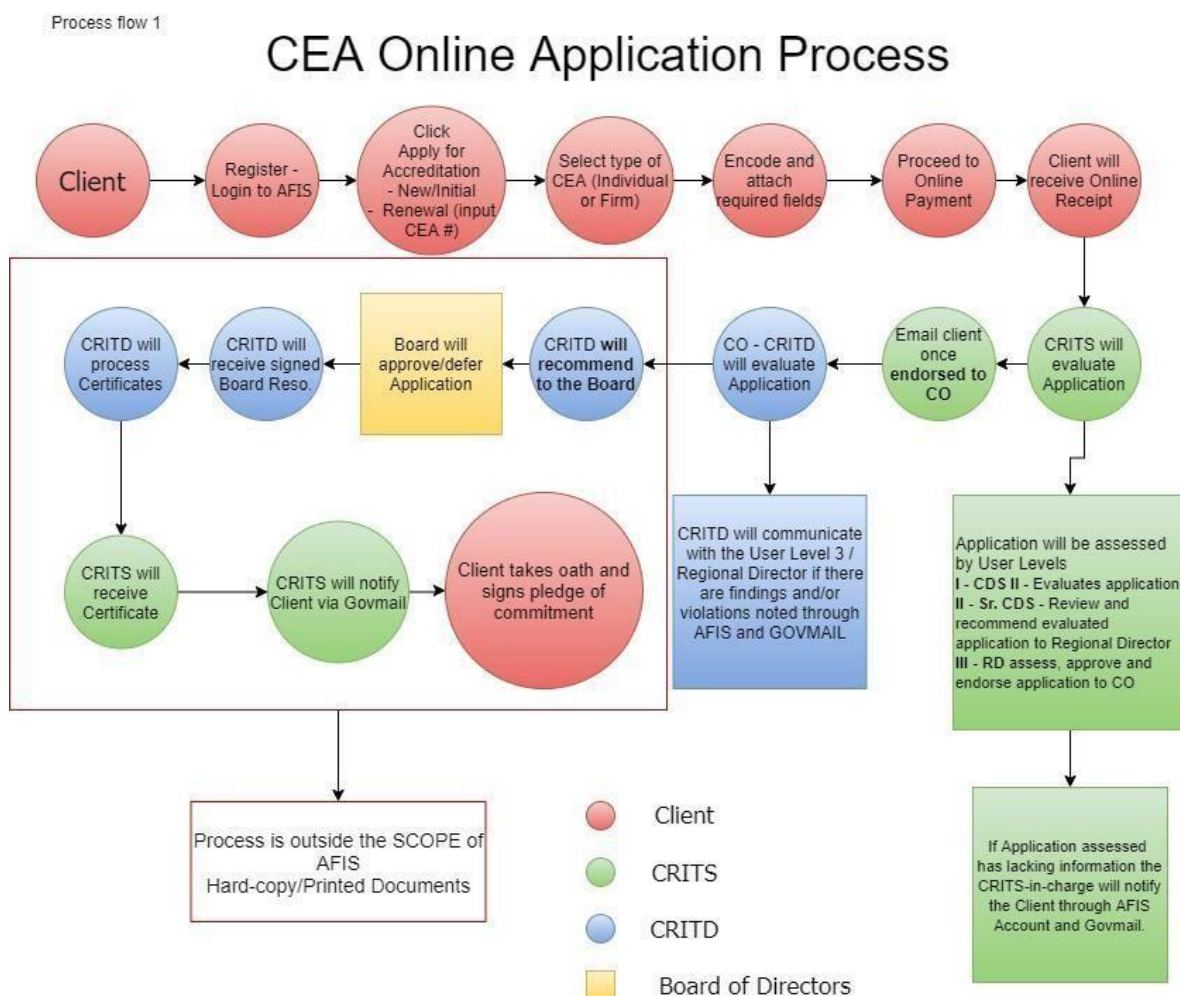 Process flow 1
CEA Online Application Process
Client
Register -
Login to AFIS
Click
Apply for
Accreditation
- New/Initial
- Renewal (input
CEA #)
Select type of
CEA (Individual
or Firm)
Encode and
attach
required fields
Proceed to
Online
Payment
Client will
receive Online
Receipt
CRITS will
evaluate
Application
Email client
once
endorsed to
CO
CO - CRITD
will evaluate
Application
CRITD will
recommend
to the Board
Board will
approve/defer
Application
CRITD will
receive signed
Board Reso.
CRITD will
process
Certificates
CRITS will
receive
Certificate
CRITS will notify
Client via Govmail
Client takes oath and
signs pledge of
commitment
CRITD will communicate
with the User Level 3 /
Regional Director if there
are findings and/or
violations noted through
AFIS and GOVMAIL
Application will be assessed
by User Levels
I - CDS II - Evaluates application
II - Sr. CDS - Review and
recommend evaluated
application to Regional Director
III - RD assess, approve and
endorse application to CO
If Application assessed
has lacking information the
CRITS-in-charge will notify
the Client through AFIS
Account and Govmail.
Process is outside the SCOPE of
AFIS
Hard-copy/Printed Documents
Client
CRITS
CRITD
Board of Directors